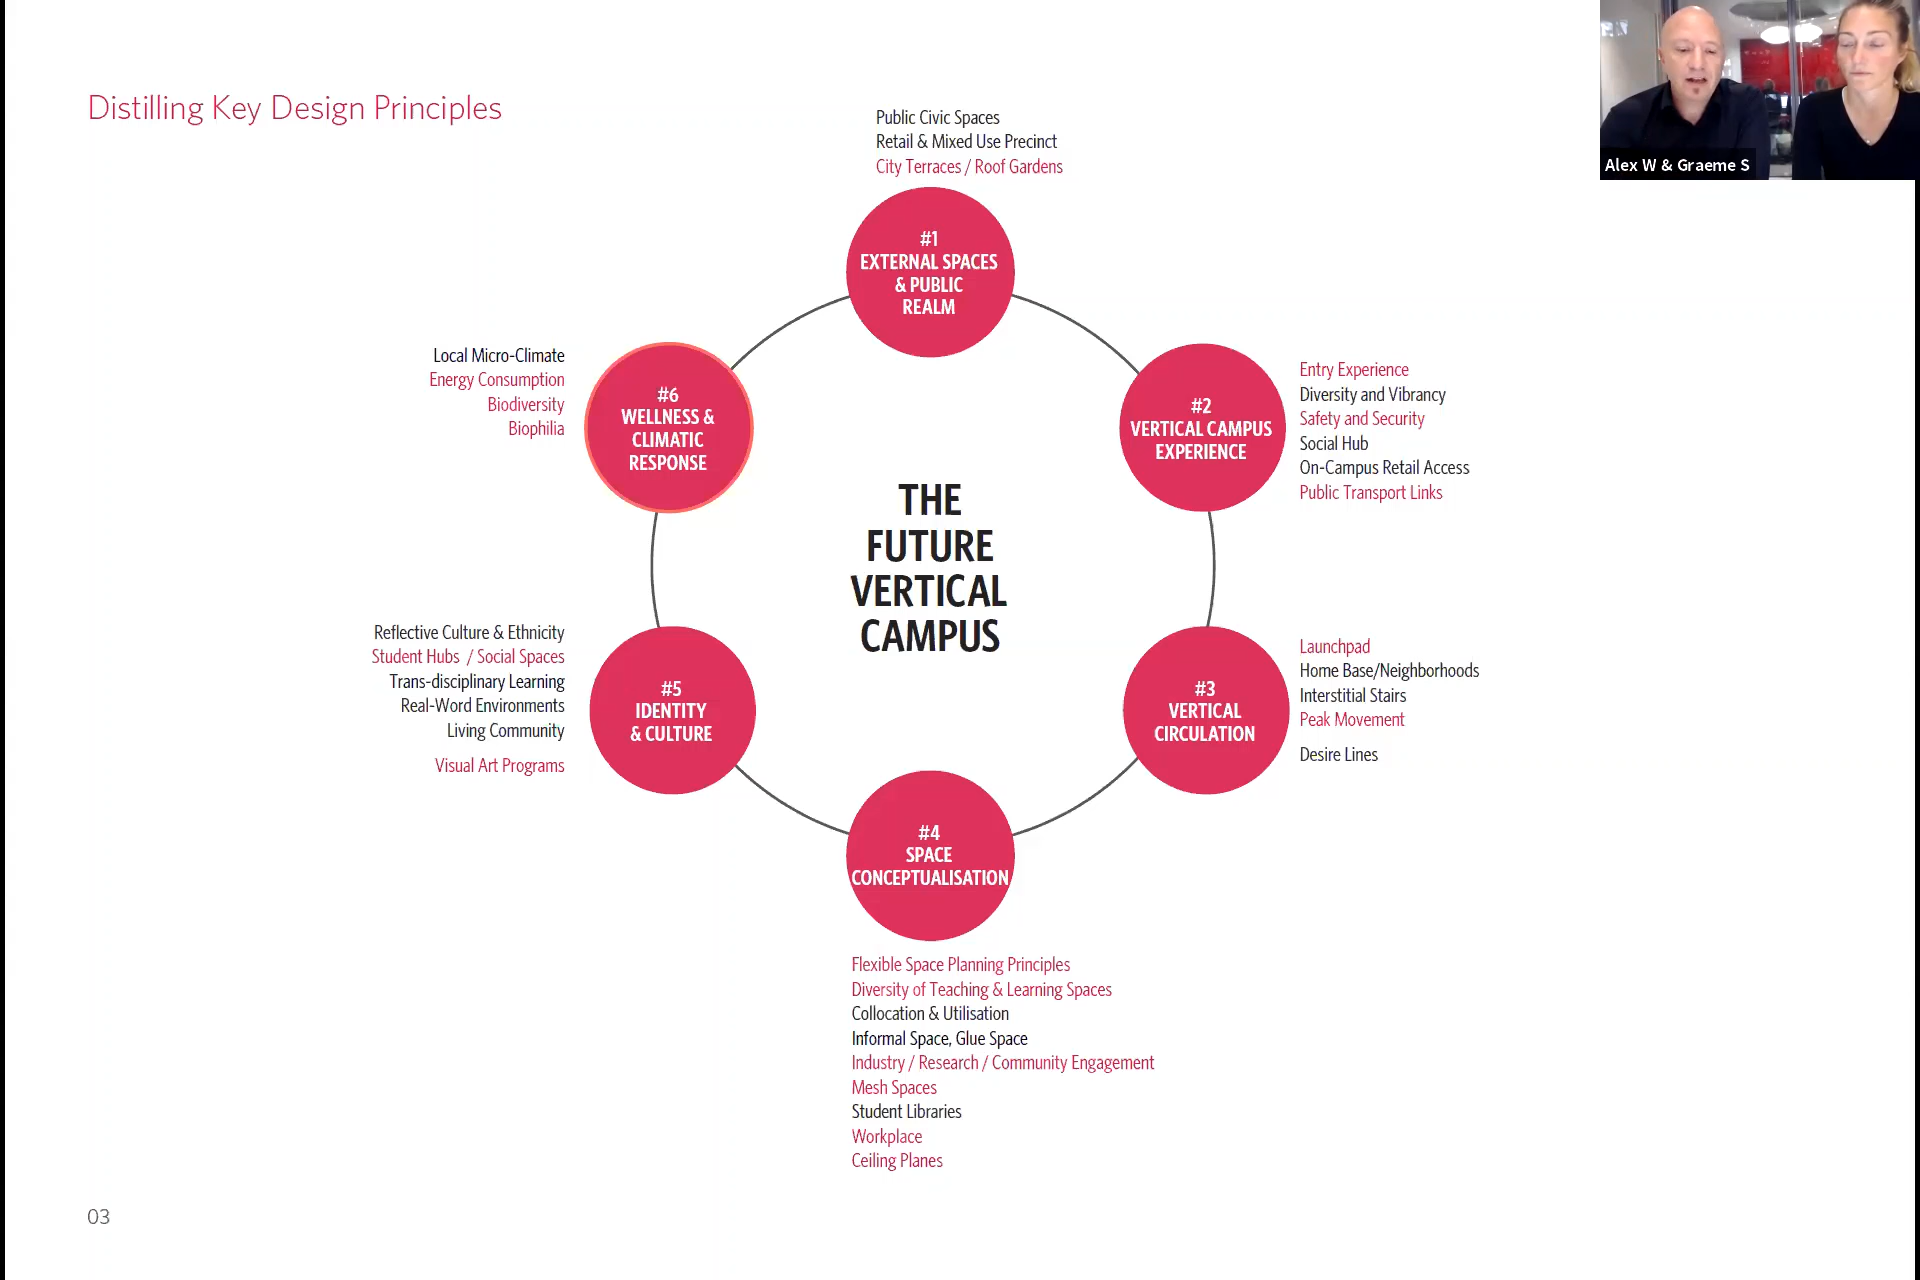 Distilling Key Design Principles
Alex W & Graeme S
Public Civic Spaces
Retail & Mixed Use Precinct
City Terraces / Roof Gardens
#1
EXTERNAL SPACES
& PUBLIC
REALM
Entry Experience
Diversity and Vibrancy
Safety and Security
Social Hub
On-Campus Retail Access
Public Transport Links
#2
VERTICAL CAMPUS
EXPERIENCE
Launchpad
Home Base/Neighborhoods
Interstitial Stairs
Peak Movement
Desire Lines
#3
VERTICAL
CIRCULATION
#4
SPACE
CONCEPTUALISATION
Flexible Space Planning Principles
Diversity of Teaching & Learning Spaces
Collocation & Utilisation
Informal Space, Glue Space
Industry / Research / Community Engagement
Mesh Spaces
Student Libraries
Workplace
Ceiling Planes
Reflective Culture & Ethnicity
Student Hubs / Social Spaces
Trans-disciplinary Learning
Real-Word Environments
Living Community
Visual Art Programs
#5
IDENTITY
& CULTURE
Local Micro-Climate
Energy Consumption
Biodiversity
Biophilia
#6
WELLNESS &
CLIMATIC
RESPONSE
THE
FUTURE
VERTICAL
CAMPUS
03